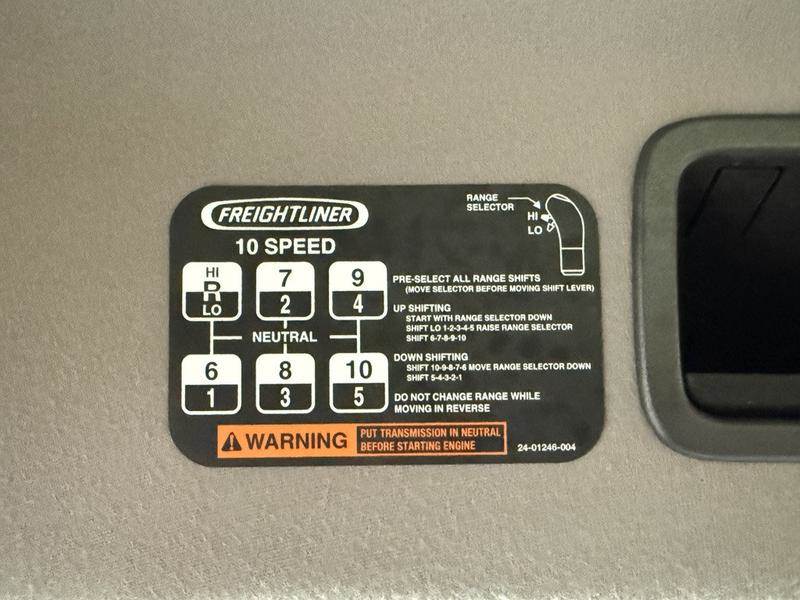 FREIGHTLINER
10 SPEED
RANGE
SELECTOR
HI
LO
HI
R
LO
7
2
9
4
NEUTRAL
6
1
8
3
10
5
PRE-SELECT ALL RANGE SHIFTS
(MOVE SELECTOR BEFORE MOVING SHIFT LEVER)
UP SHIFTING
START WITH RANGE SELECTOR DOWN
SHIFT LO 1-2-3-4-5 RAISE RANGE SELECTOR
SHIFT 6-7-8-9-10
DOWN SHIFTING
SHIFT 10-9-8-7-6 MOVE RANGE SELECTOR DOWN
SHIFT 5-4-3-2-1
DO NOT CHANGE RANGE WHILE
MOVING IN REVERSE
WARNING
PUT TRANSMISSION IN NEUTRAL
BEFORE STARTING ENGINE
24-01246-004